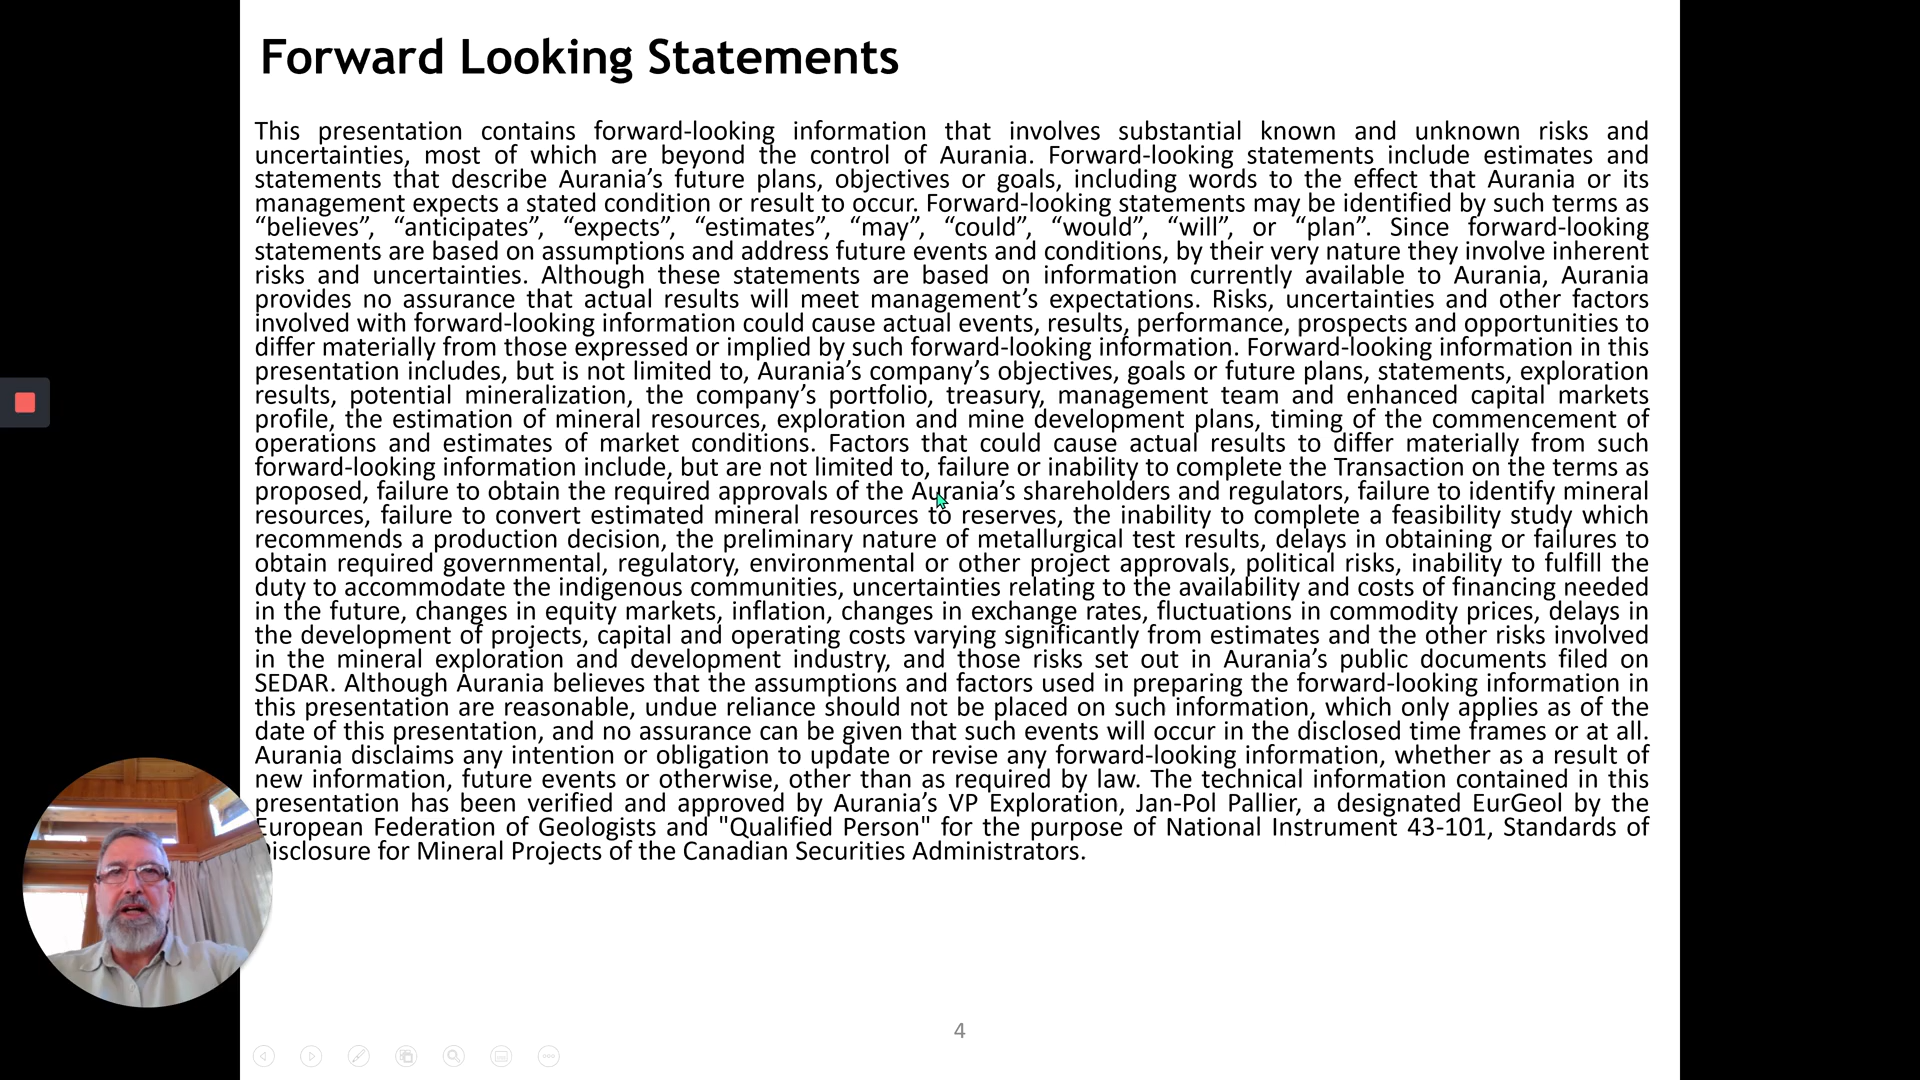 Forward Looking Statements
This presentation contains forward-looking information that involves substantial known and unknown risks and
uncertainties, most of which are beyond the control of Aurania. Forward-looking statements include estimates and
statements that describe Aurania’s future plans, objectives or goals, including words to the effect that Aurania or its
management expects a stated condition or result to occur. Forward-looking statements may be identified by such terms as
“believes”, “anticipates”, “expects”, “estimates”, “may”, “could”, “would”, “will”, or “plan”. Since forward-looking
statements are based on assumptions and address future events and conditions, by their very nature they involve inherent
risks and uncertainties. Although these statements are based on information currently available to Aurania, Aurania
provides no assurance that actual results will meet management’s expectations. Risks, uncertainties and other factors
involved with forward-looking information could cause actual events, results, performance, prospects and opportunities to
differ materially from those expressed or implied by such forward-looking information. Forward-looking information in this
presentation includes, but is not limited to, Aurania’s company’s objectives, goals or future plans, statements, exploration
results, potential mineralization, the company’s portfolio, treasury, management team and enhanced capital markets
profile, the estimation of mineral resources, exploration and mine development plans, timing of the commencement of
operations and estimates of market conditions. Factors that could cause actual results to differ materially from such
forward-looking information include, but are not limited to, failure or inability to complete the Transaction on the terms as
proposed, failure to obtain the required approvals of the Aurania’s shareholders and regulators, failure to identify mineral
resources, failure to convert estimated mineral resources to reserves, the inability to complete a feasibility study which
recommends a production decision, the preliminary nature of metallurgical test results, delays in obtaining or failures to
obtain required governmental, regulatory, environmental or other project approvals, political risks, inability to fulfill the
duty to accommodate the indigenous communities, uncertainties relating to the availability and costs of financing needed
in the future, changes in equity markets, inflation, changes in exchange rates, fluctuations in commodity prices, delays in
the development of projects, capital and operating costs varying significantly from estimates and the other risks involved
in the mineral exploration and development industry, and those risks set out in Aurania’s public documents filed on
SEDAR. Although Aurania believes that the assumptions and factors used in preparing the forward-looking information in
this presentation are reasonable, undue reliance should not be placed on such information, which only applies as of the
date of this presentation, and no assurance can be given that such events will occur in the disclosed time frames or at all.
Aurania disclaims any intention or obligation to update or revise any forward-looking information, whether as a result of
new information, future events or otherwise, other than as required by law. The technical information contained in this
presentation has been verified and approved by Aurania’s VP Exploration, Jan-Pol Pallier, a designated EurGeol by the
European Federation of Geologists and "Qualified Person" for the purpose of National Instrument 43-101, Standards of
Disclosure for Mineral Projects of the Canadian Securities Administrators.
4